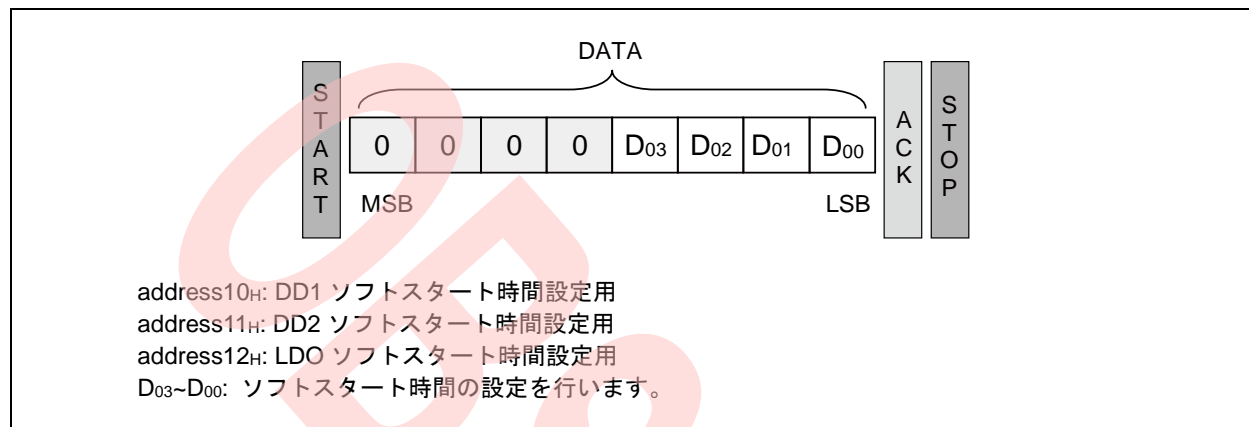 DATA
START
0 0 0 0 D03 D02 D01 D00
ACK
STOP
MSB LSB
address10H: DD1 ソフトスタート時間設定用
address11H: DD2 ソフトスタート時間設定用
address12H: LDO ソフトスタート時間設定用
D03~D00: ソフトスタート時間の設定を行います。